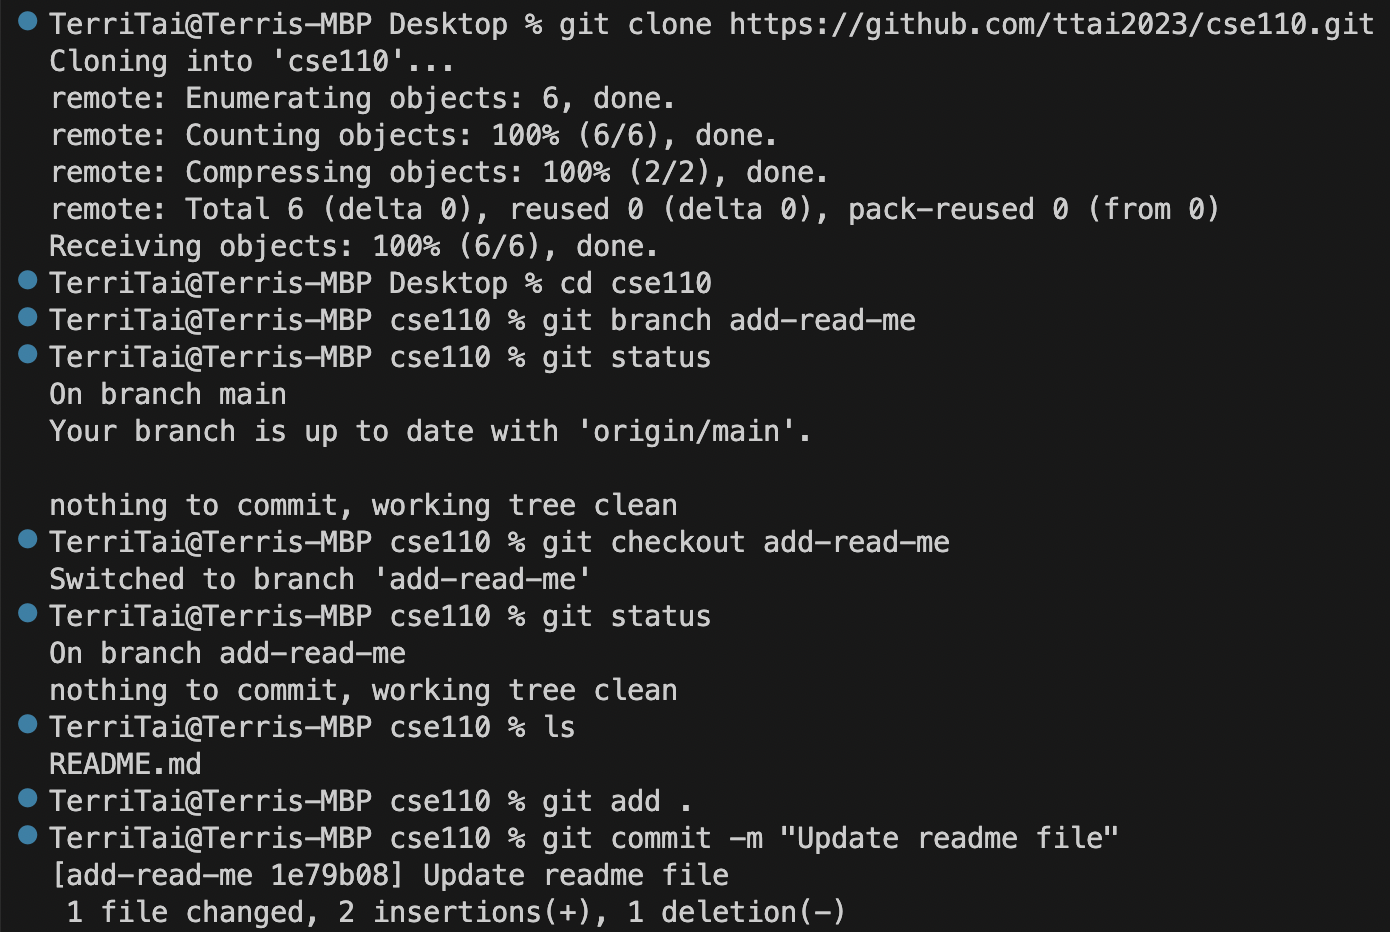 TerriTai@Terris-MBP Desktop % git clone https://github.com/ttai2023/cse110.git
Cloning into 'cse110'...
remote: Enumerating objects: 6, done.
remote: Counting objects: 100% (6/6), done.
remote: Compressing objects: 100% (2/2), done.
remote: Total 6 (delta 0), reused 0 (delta 0), pack-reused 0 (from 0)
Receiving objects: 100% (6/6), done.
TerriTai@Terris-MBP Desktop % cd cse110
TerriTai@Terris-MBP cse110 % git branch add-read-me
TerriTai@Terris-MBP cse110 % git status
On branch main
Your branch is up to date with 'origin/main'.
nothing to commit, working tree clean
TerriTai@Terris-MBP cse110 % git checkout add-read-me
Switched to branch 'add-read-me'
TerriTai@Terris-MBP cse110 % git status
On branch add-read-me
nothing to commit, working tree clean
TerriTai@Terris-MBP cse110 % ls
README.md
TerriTai@Terris-MBP cse110 % git add .
TerriTai@Terris-MBP cse110 % git commit -m "Update readme file"
[add-read-me 1e79b08] Update readme file
1 file changed, 2 insertions(+), 1 deletion(-)